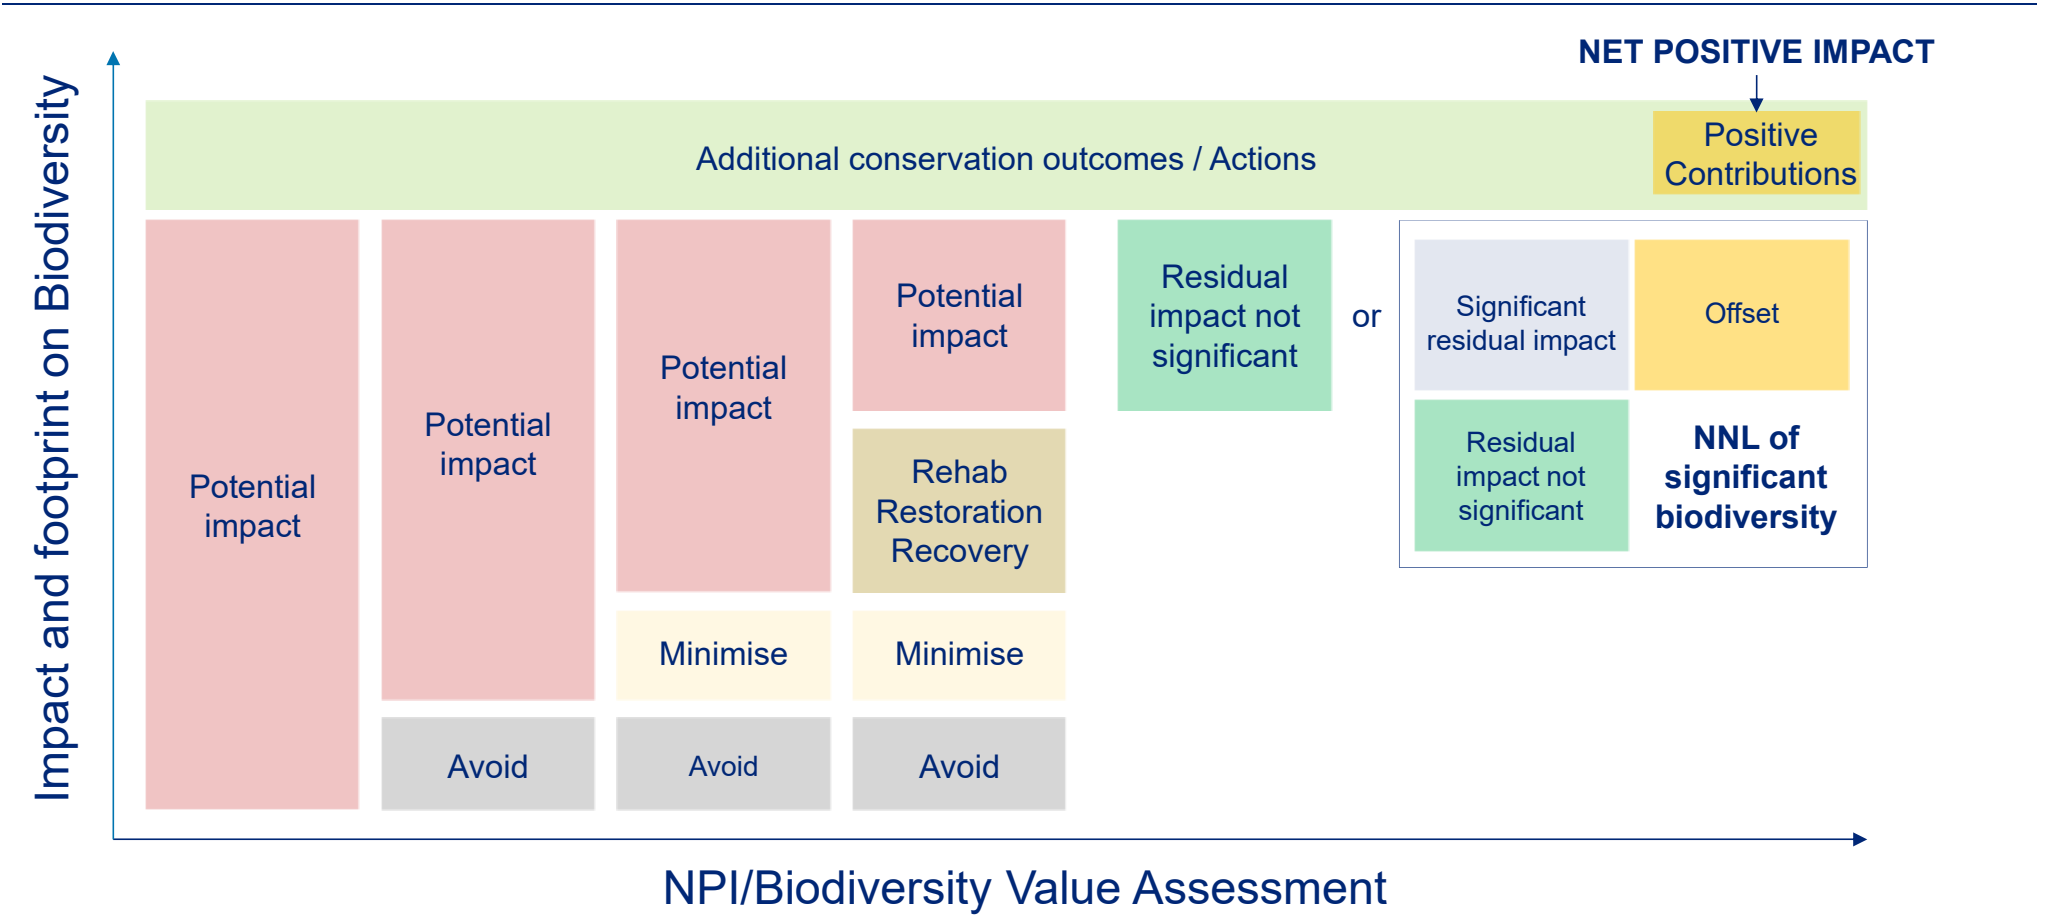 NET POSITIVE IMPACT
Additional conservation outcomes / Actions
Positive
Contributions
Impact and footprint on Biodiversity
Potential
impact
Potential
impact
Avoid
Potential
impact
Minimise
Avoid
Potential
impact
Rehab
Restoration
Recovery
Minimise
Avoid
Residual
impact not
significant
or
Significant
residual impact
Offset
Residual
impact not
significant
NNL of
significant
biodiversity
NPI/Biodiversity Value Assessment